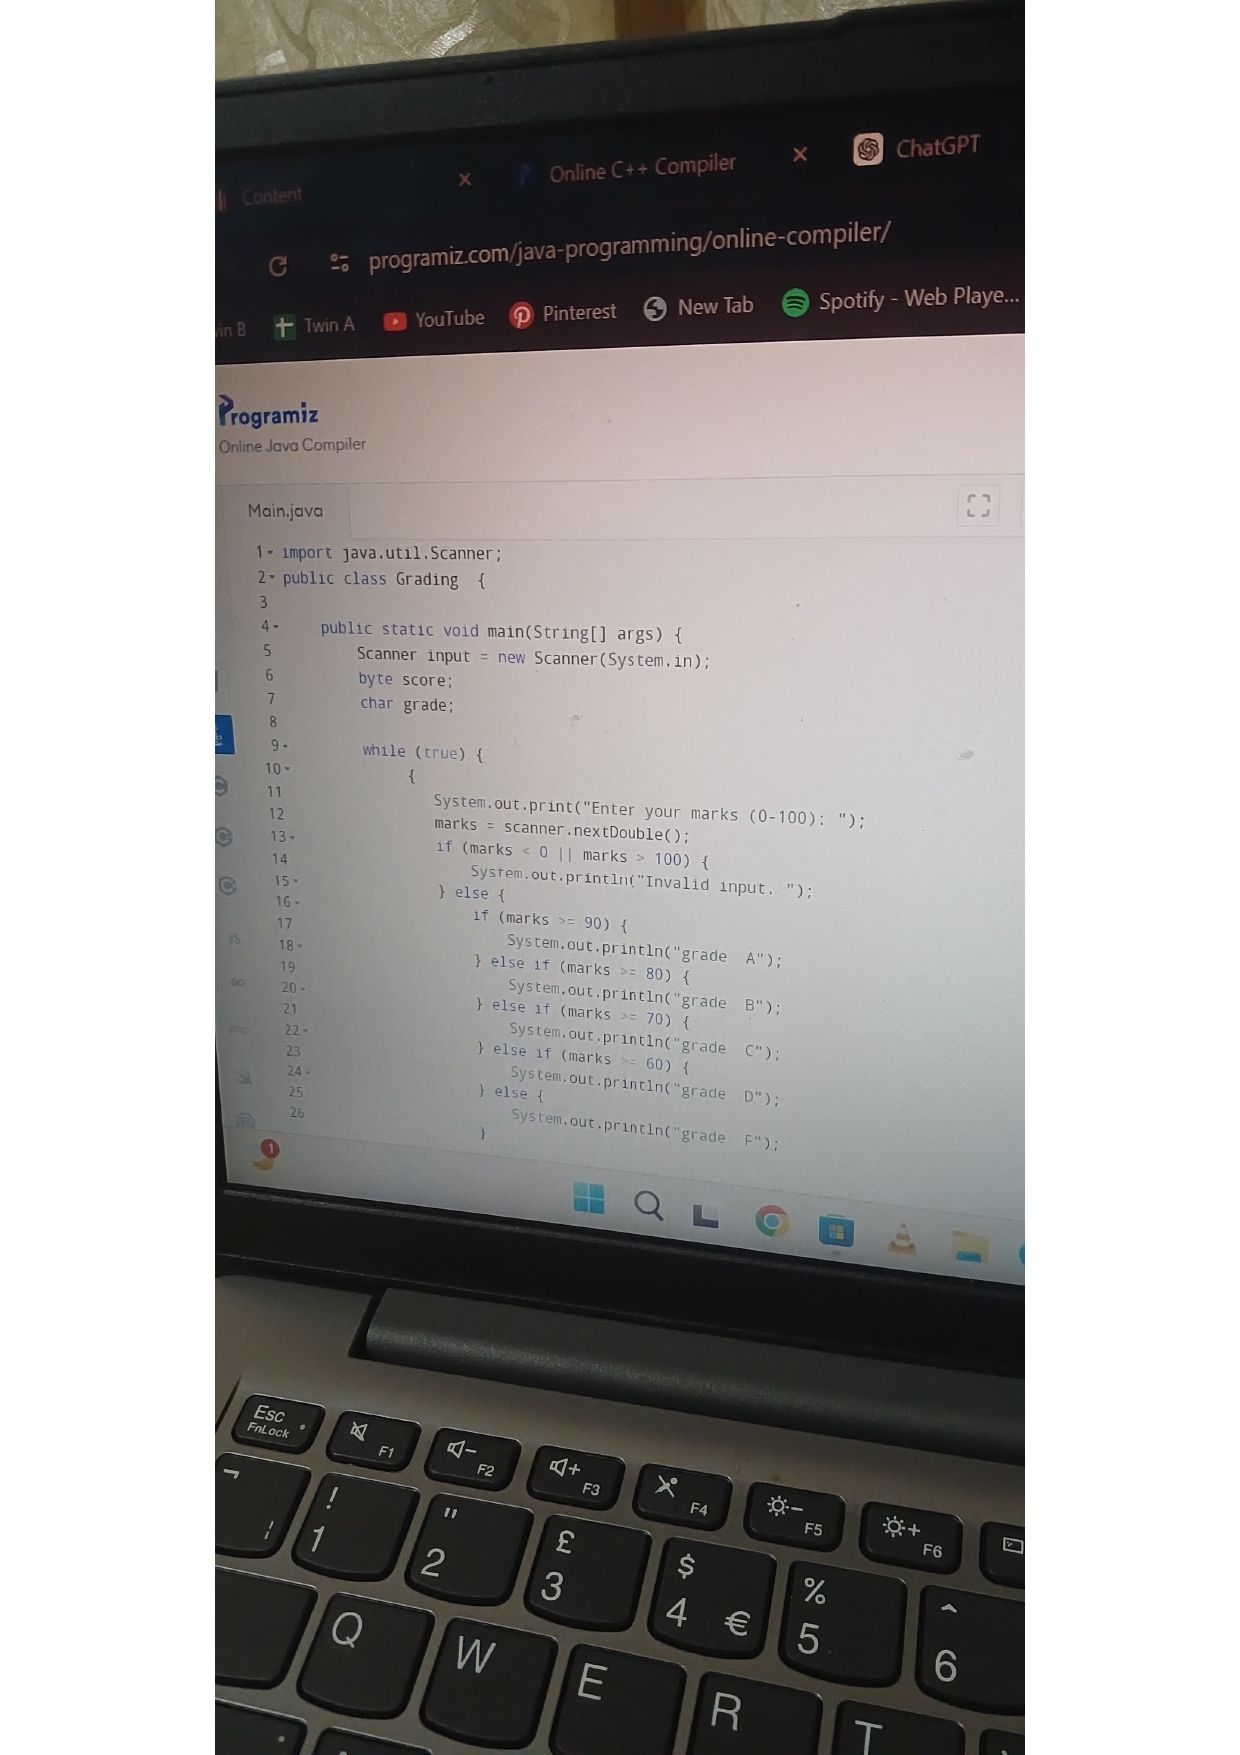 Content
Online C++ Compiler
ChatGPT
programiz.com/java-programming/online-compiler/
in B
Twin A
YouTube
Pinterest
New Tab
Spotify - Web Playe...
Programiz
Online Java Compiler
Main.java
1 import java.util.Scanner;
2 public class Grading {
3
4 public static void main(String[] args) {
5 Scanner input = new Scanner(System.in);
6 byte score;
7 char grade;
8
9 while (true) {
10 {
11 System.out.print("Enter your marks (0-100): ");
12 marks = scanner.nextDouble();
13 if (marks < 0 || marks > 100) {
14 System.out.println("Invalid input. ");
15 } else {
16 if (marks >= 90) {
17 System.out.println("grade A");
18 } else if (marks >= 80) {
19 System.out.println("grade B");
20 } else if (marks >= 70) {
21 System.out.println("grade C");
22 } else if (marks >= 60) {
23 System.out.println("grade D");
24 } else {
25 System.out.println("grade F");
26 }
JS
GO
php
1
Esc
FnLock
F1
F2
F3
F4
F5
F6
¬ ¦
! 1
" 2
£ 3
$ 4 €
% 5
^ 6
Q
W
E
R
T